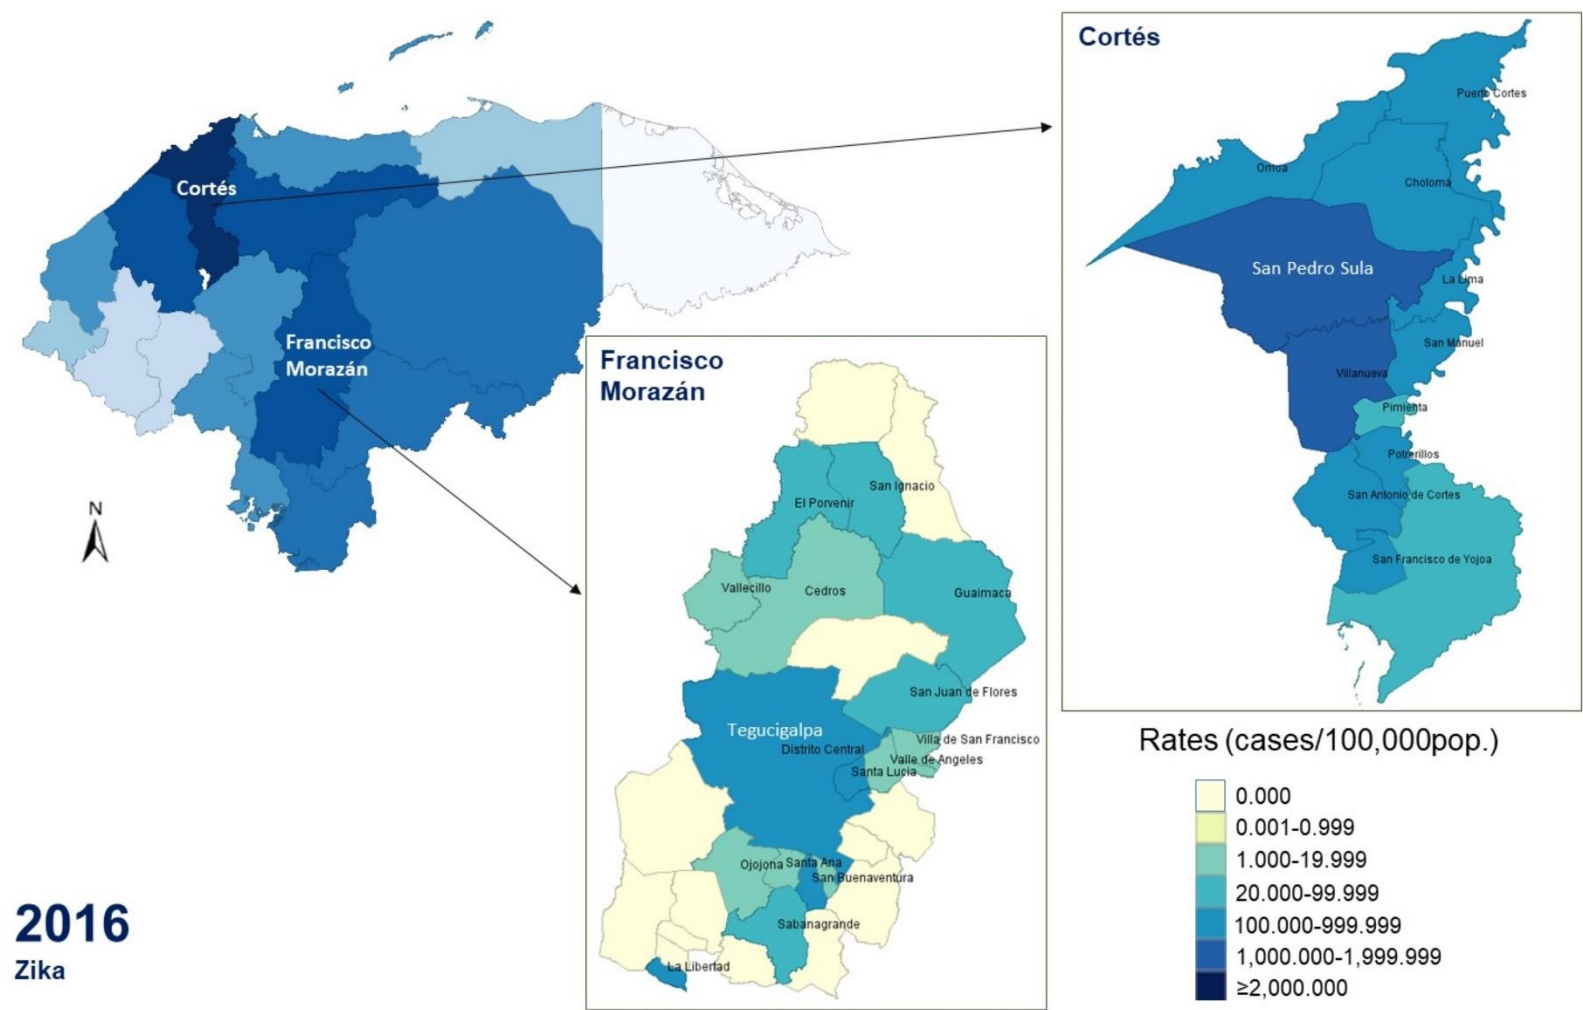 Cortés
Francisco
Morazán
N
2016
Zika
Francisco
Morazán
San Ignacio
El Porvenir
Vallecillo
Cedros
Guaimaca
San Juan de Flores
Tegucigalpa
Distrito Central
Villa de San Francisco
Valle de Angeles
Santa Lucia
Ojojona
Santa Ana
San Buenaventura
Sabanagrande
La Libertad
Cortés
Puerto Cortes
Omoa
Choloma
San Pedro Sula
La Lima
San Manuel
Villanueva
Pimienta
Potrerillos
San Antonio de Cortes
San Francisco de Yojoa
Rates (cases/100,000pop.)
0.000
0.001-0.999
1.000-19.999
20.000-99.999
100.000-999.999
1,000.000-1,999.999
≥2,000.000